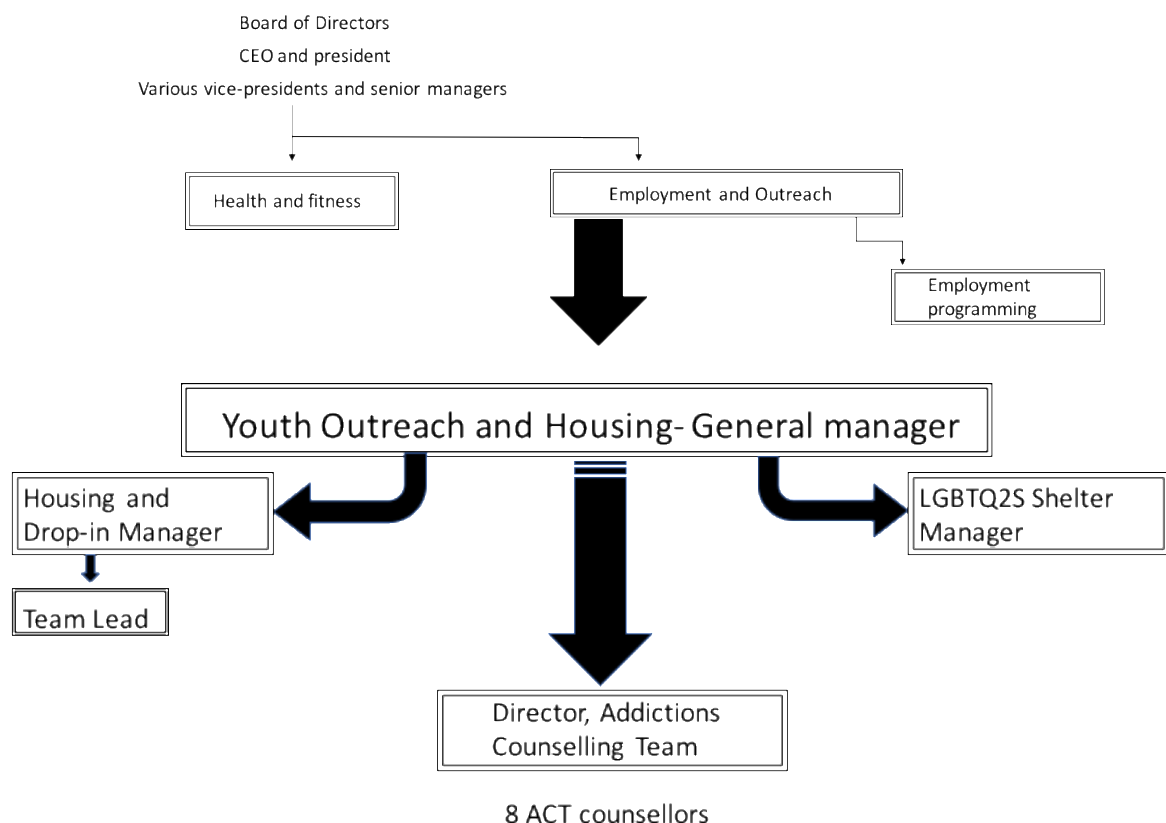 Board of Directors
CEO and president
Various vice-presidents and senior managers
Health and fitness
Employment and Outreach
Employment
programming
Youth Outreach and Housing- General manager
Housing and
Drop-in Manager
LGBTQ2S Shelter
Manager
Team Lead
Director, Addictions
Counselling Team
8 ACT counsellors